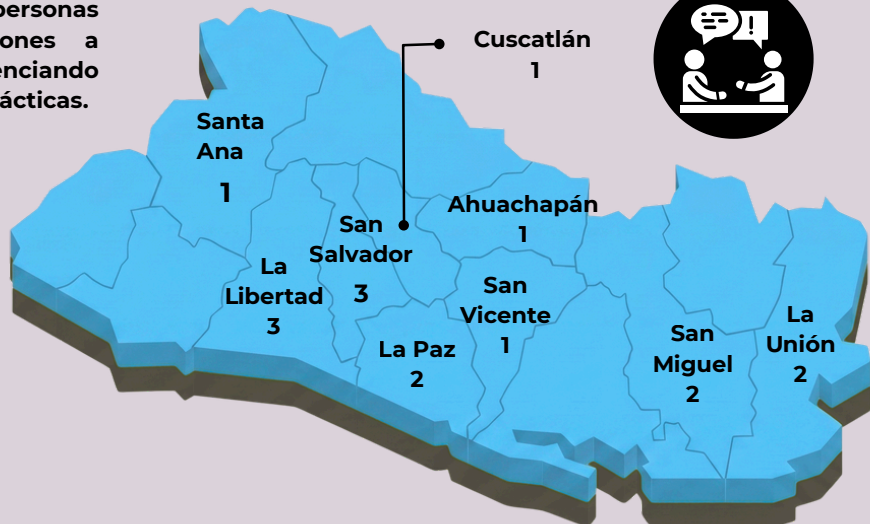 personas
ones a
enciando
ácticas.
Cuscatlán
1
Santa
Ana
1
Ahuachapán
1
San
Salvador
3
La
Libertad
3
San
Vicente
1
La Paz
2
San
Miguel
2
La
Unión
2
!